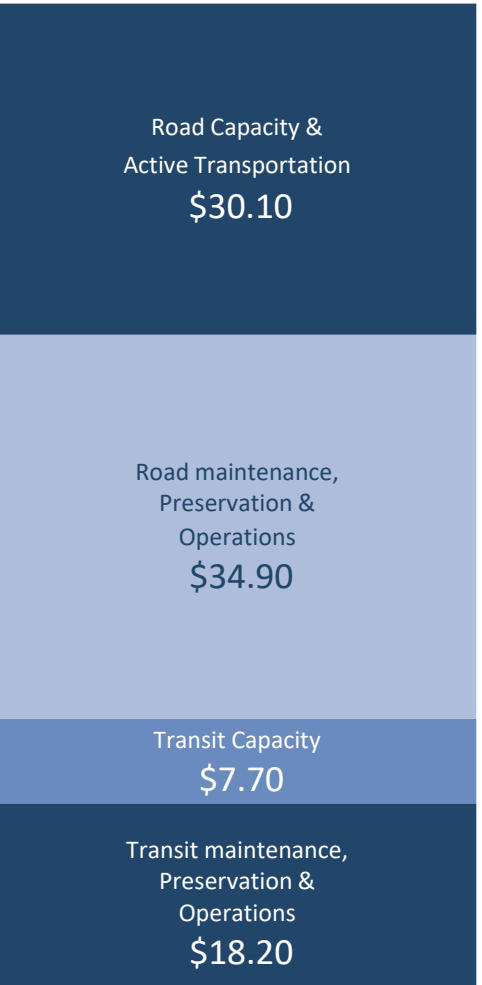 Road Capacity &
Active Transportation
$30.10
Road maintenance,
Preservation &
Operations
$34.90
Transit Capacity
$7.70
Transit maintenance,
Preservation &
Operations
$18.20